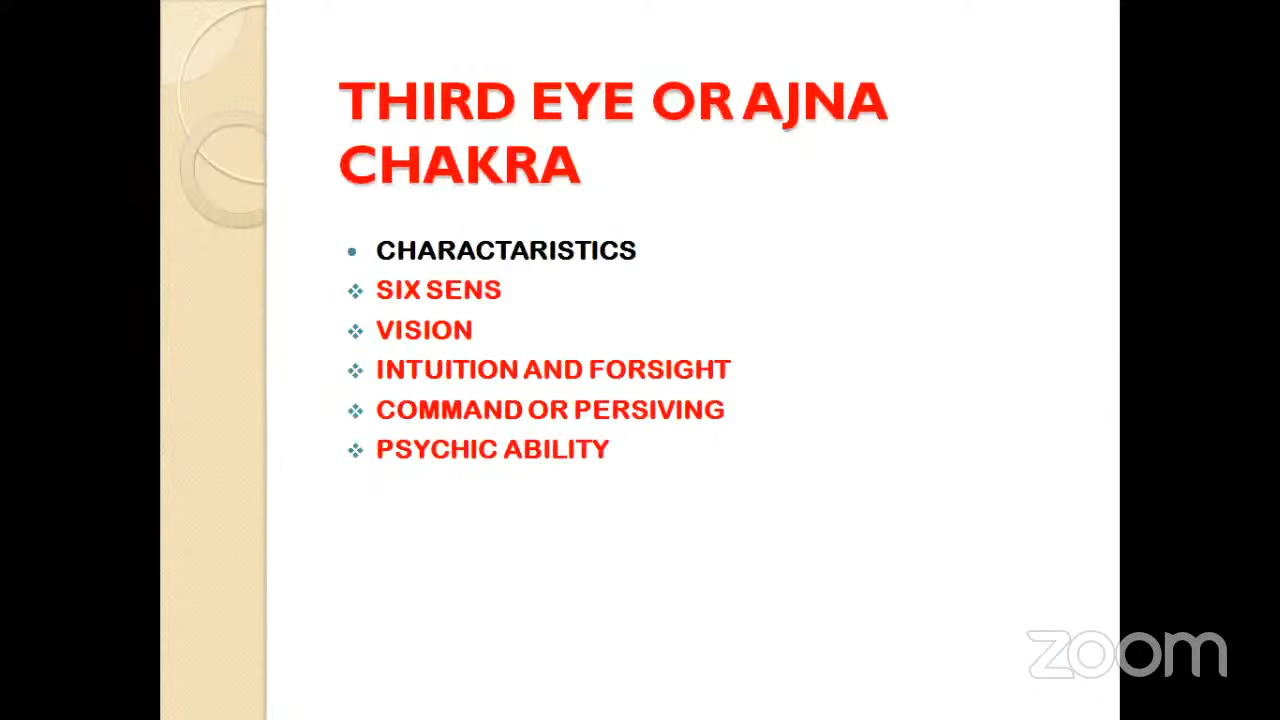 THIRD EYE OR AJNA
CHAKRA
CHARACTARISTICS
SIX SENS
VISION
INTUITION AND FORSIGHT
COMMAND OR PERSIVING
PSYCHIC ABILITY
zoom